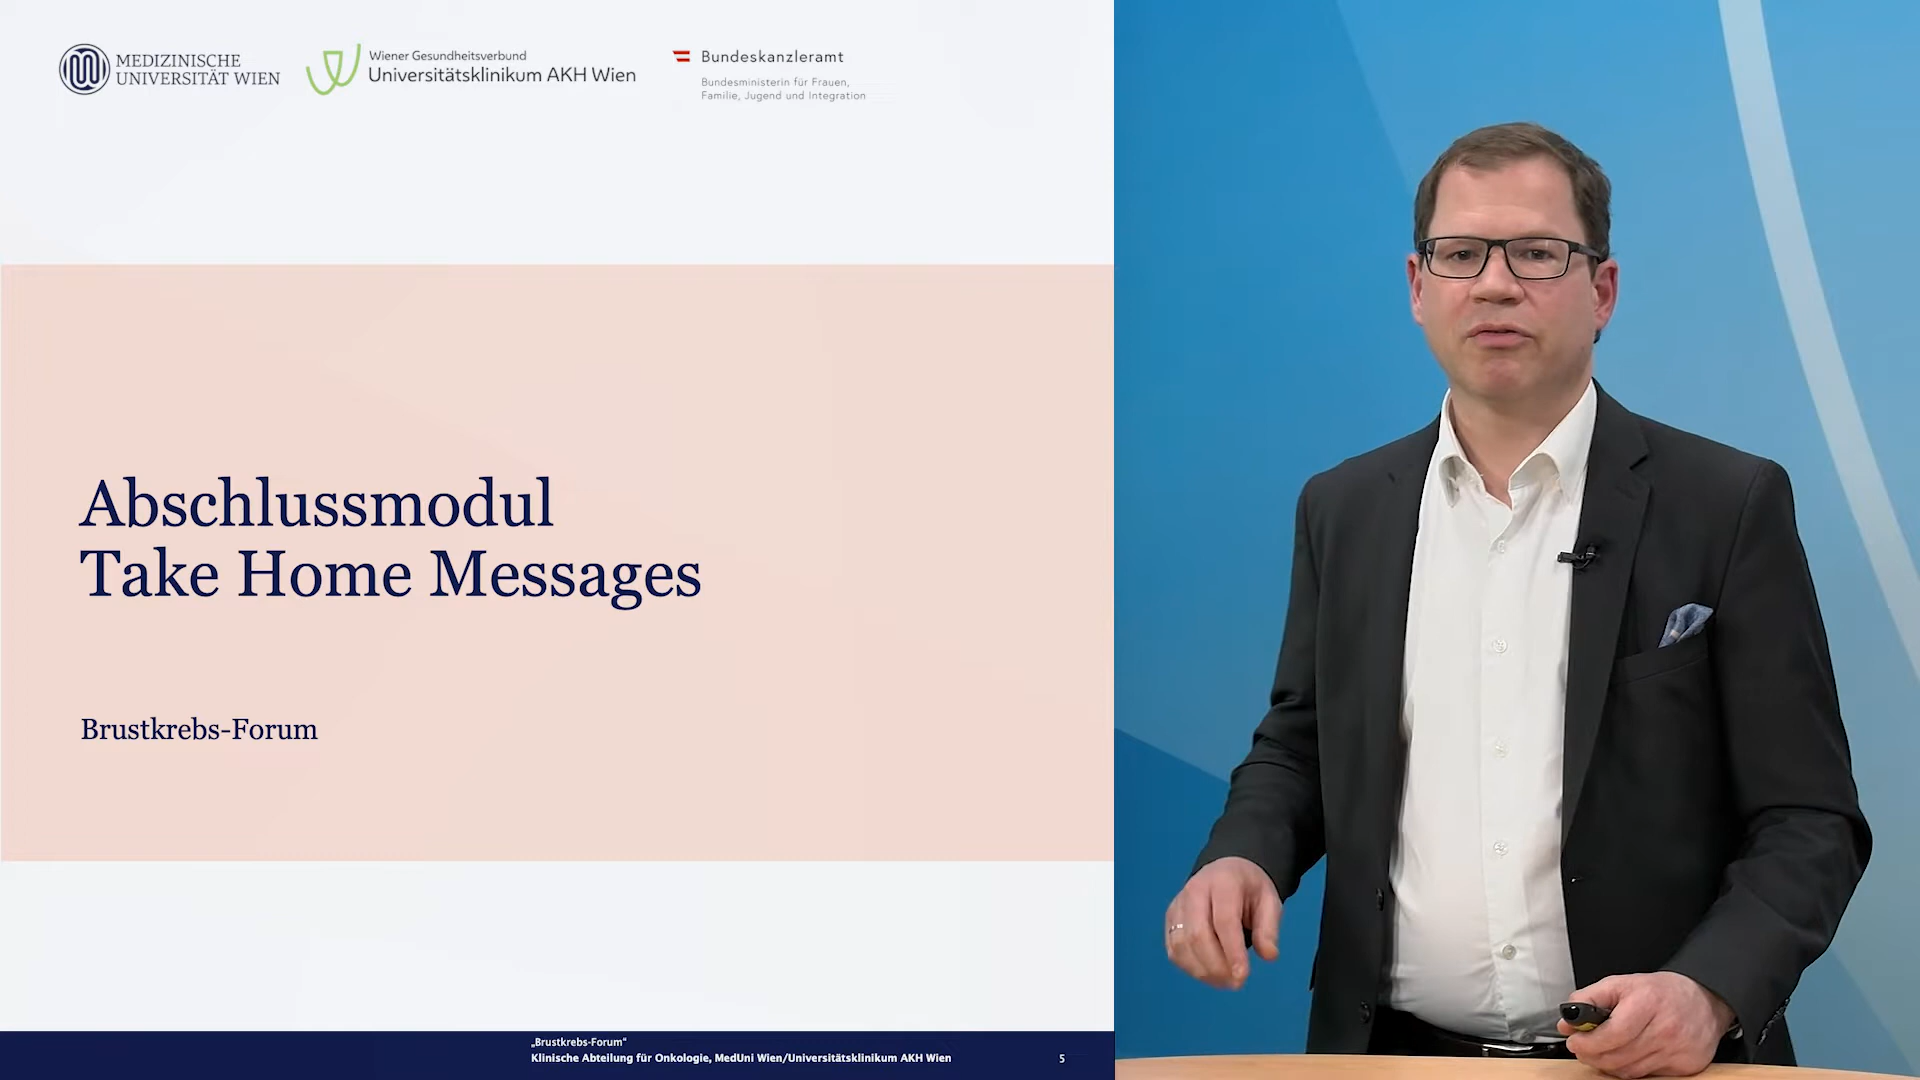 MEDIZINISCHE
UNIVERSITÄT WIEN
Wiener Gesundheitsverbund
Universitätsklinikum AKH Wien
Bundeskanzleramt
Bundesministerin für Frauen,
Familie, Jugend und Integration
Abschlussmodul
Take Home Messages
Brustkrebs-Forum
„Brustkrebs-Forum“
Klinische Abteilung für Onkologie, MedUni Wien/Universitätsklinikum AKH Wien
5